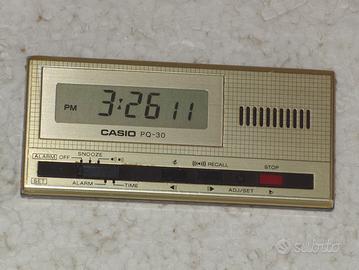 PM 3:26 11
CASIO PQ-30
ALARM OFF SNOOZE
RECALL STOP
SET ALARM TIME ADJ/SET
subito